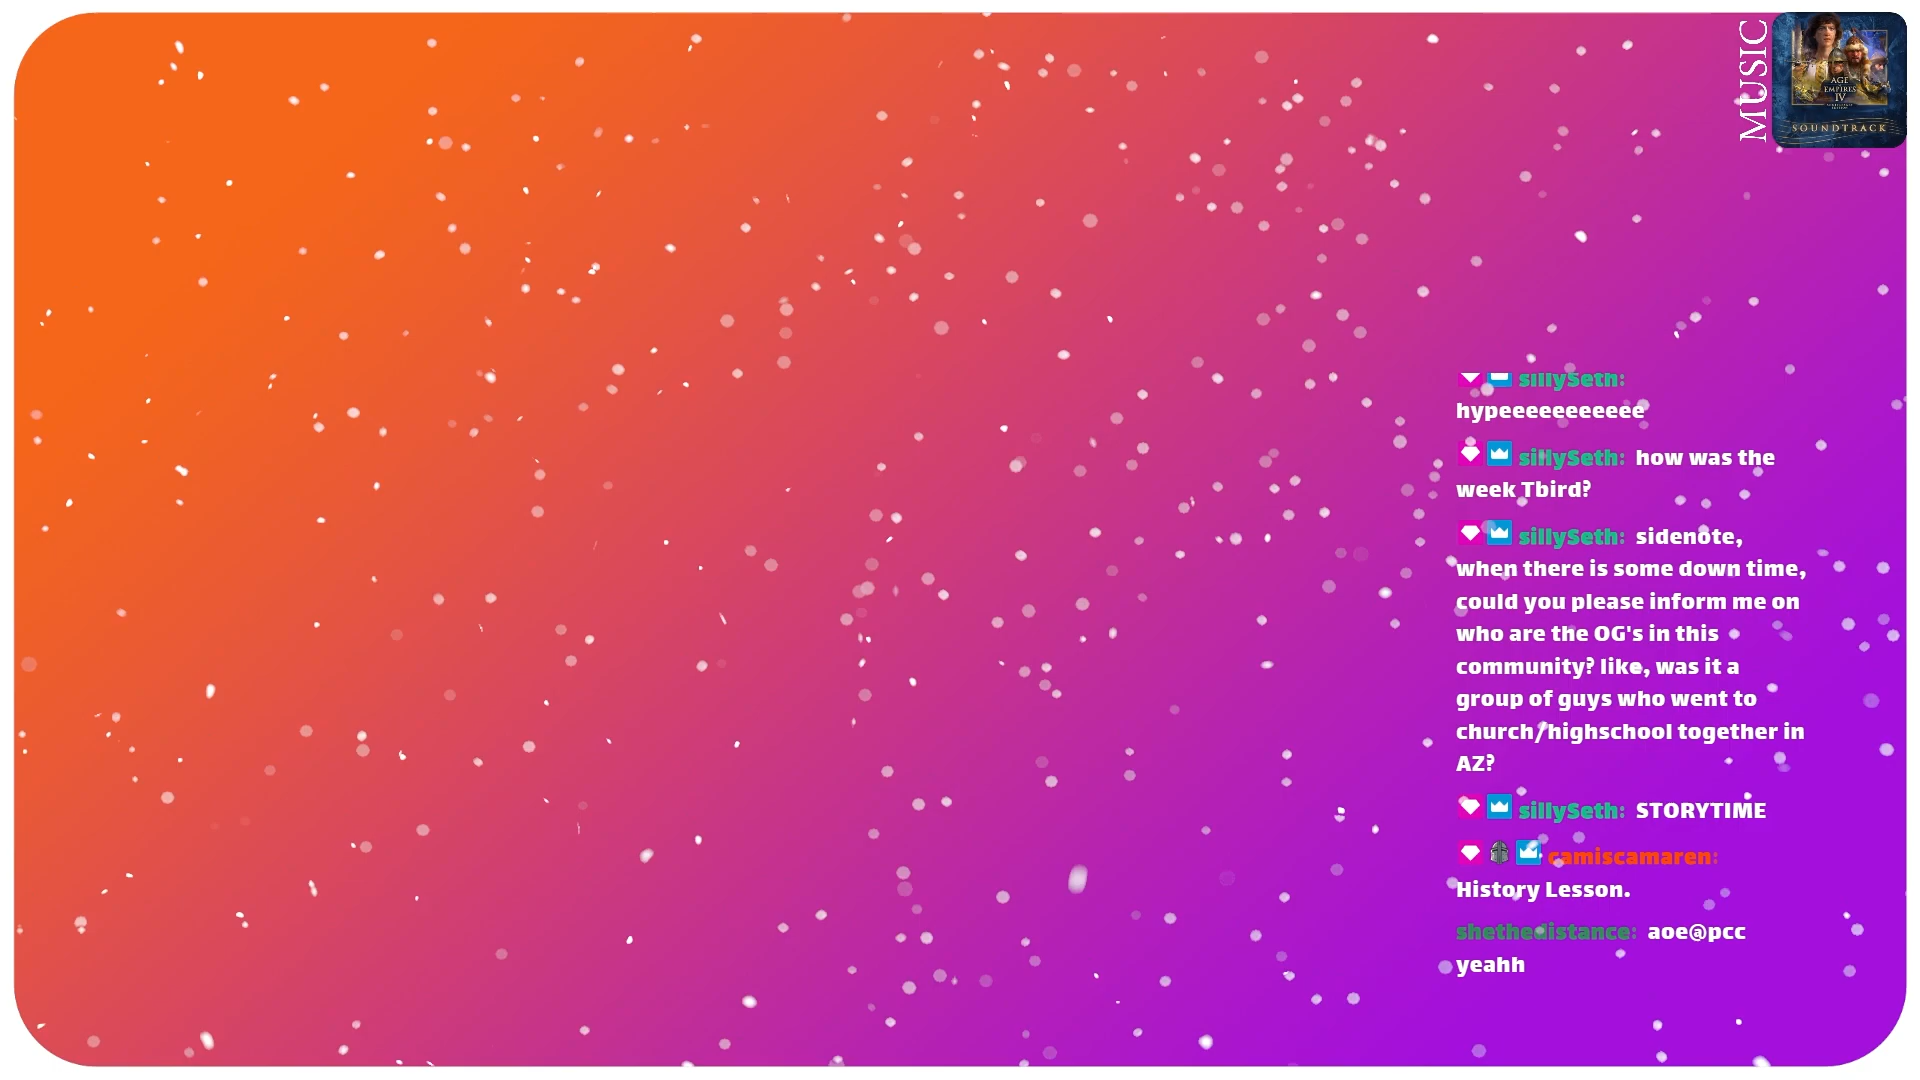 MUSIC
AGE
EMPIRES
IV
SOUNDTRACK
sillySeth:
hypeeeeeeeeeee
sillySeth: how was the
week Tbird?
sillySeth: sidenote,
when there is some down time,
could you please inform me on
who are the OG's in this
community? like, was it a
group of guys who went to
church/highschool together in
AZ?
sillySeth: STORYTIME
camiscamaren:
History Lesson.
shethedistance: aoe@pcc
yeahh